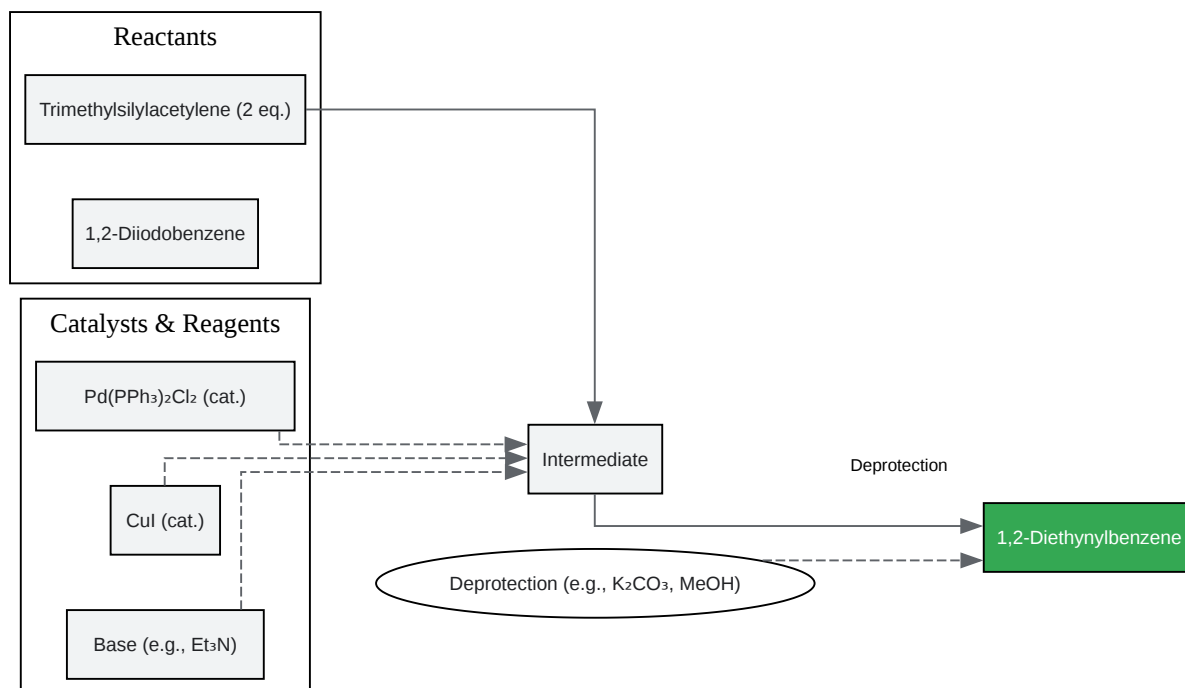 Reactants
Trimethylsilylacetylene (2 eq.)
1,2-Diiodobenzene
Catalysts & Reagents
Pd(PPh₃)₂Cl₂ (cat.)
CuI (cat.)
Base (e.g., Et₃N)
Intermediate
Deprotection
Deprotection (e.g., K₂CO₃, MeOH)
1,2-Diethynylbenzene